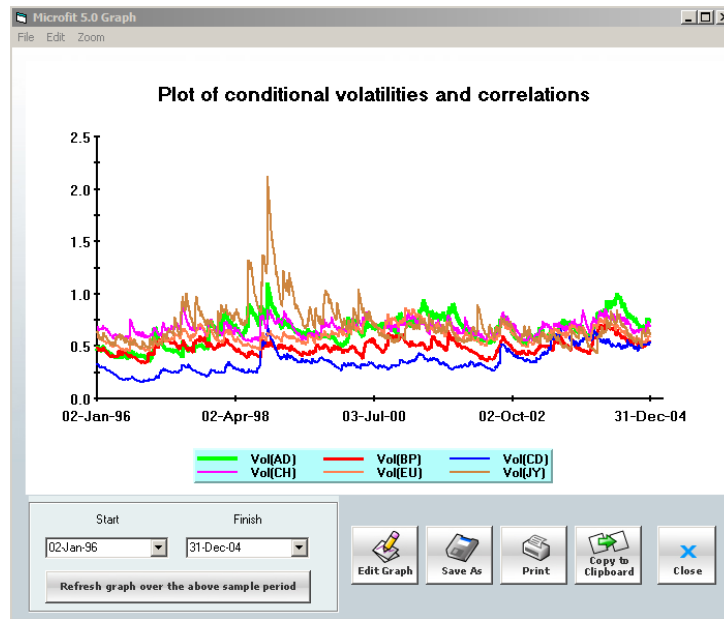 Microfit 5.0 Graph
File Edit Zoom
Plot of conditional volatilities and correlations
2.5
2.0
1.5
1.0
0.5
0.0
02-Jan-96 02-Apr-98 03-Jul-00 02-Oct-02 31-Dec-04
Vol(AD) Vol(BP) Vol(CD)
Vol(CH) Vol(EU) Vol(JY)
Start Finish
02-Jan-96 31-Dec-04
Refresh graph over the above sample period
Edit Graph
Save As
Print
Copy to
Clipboard
Close